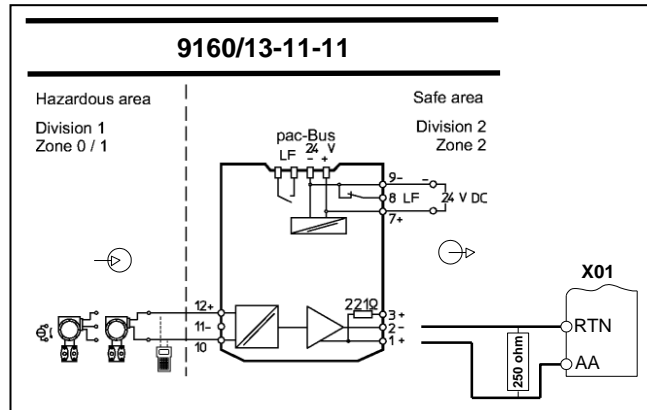 9160/13-11-11
Hazardous area
Safe area
Division 1
Zone 0 / 1
Division 2
Zone 2
pac-Bus
LF 24 V
- +
9-
8 LF
7+
-
24 V DC
X01
12+
11-
10
221Ω
3 +
2 -
1 +
RTN
250 ohm
AA